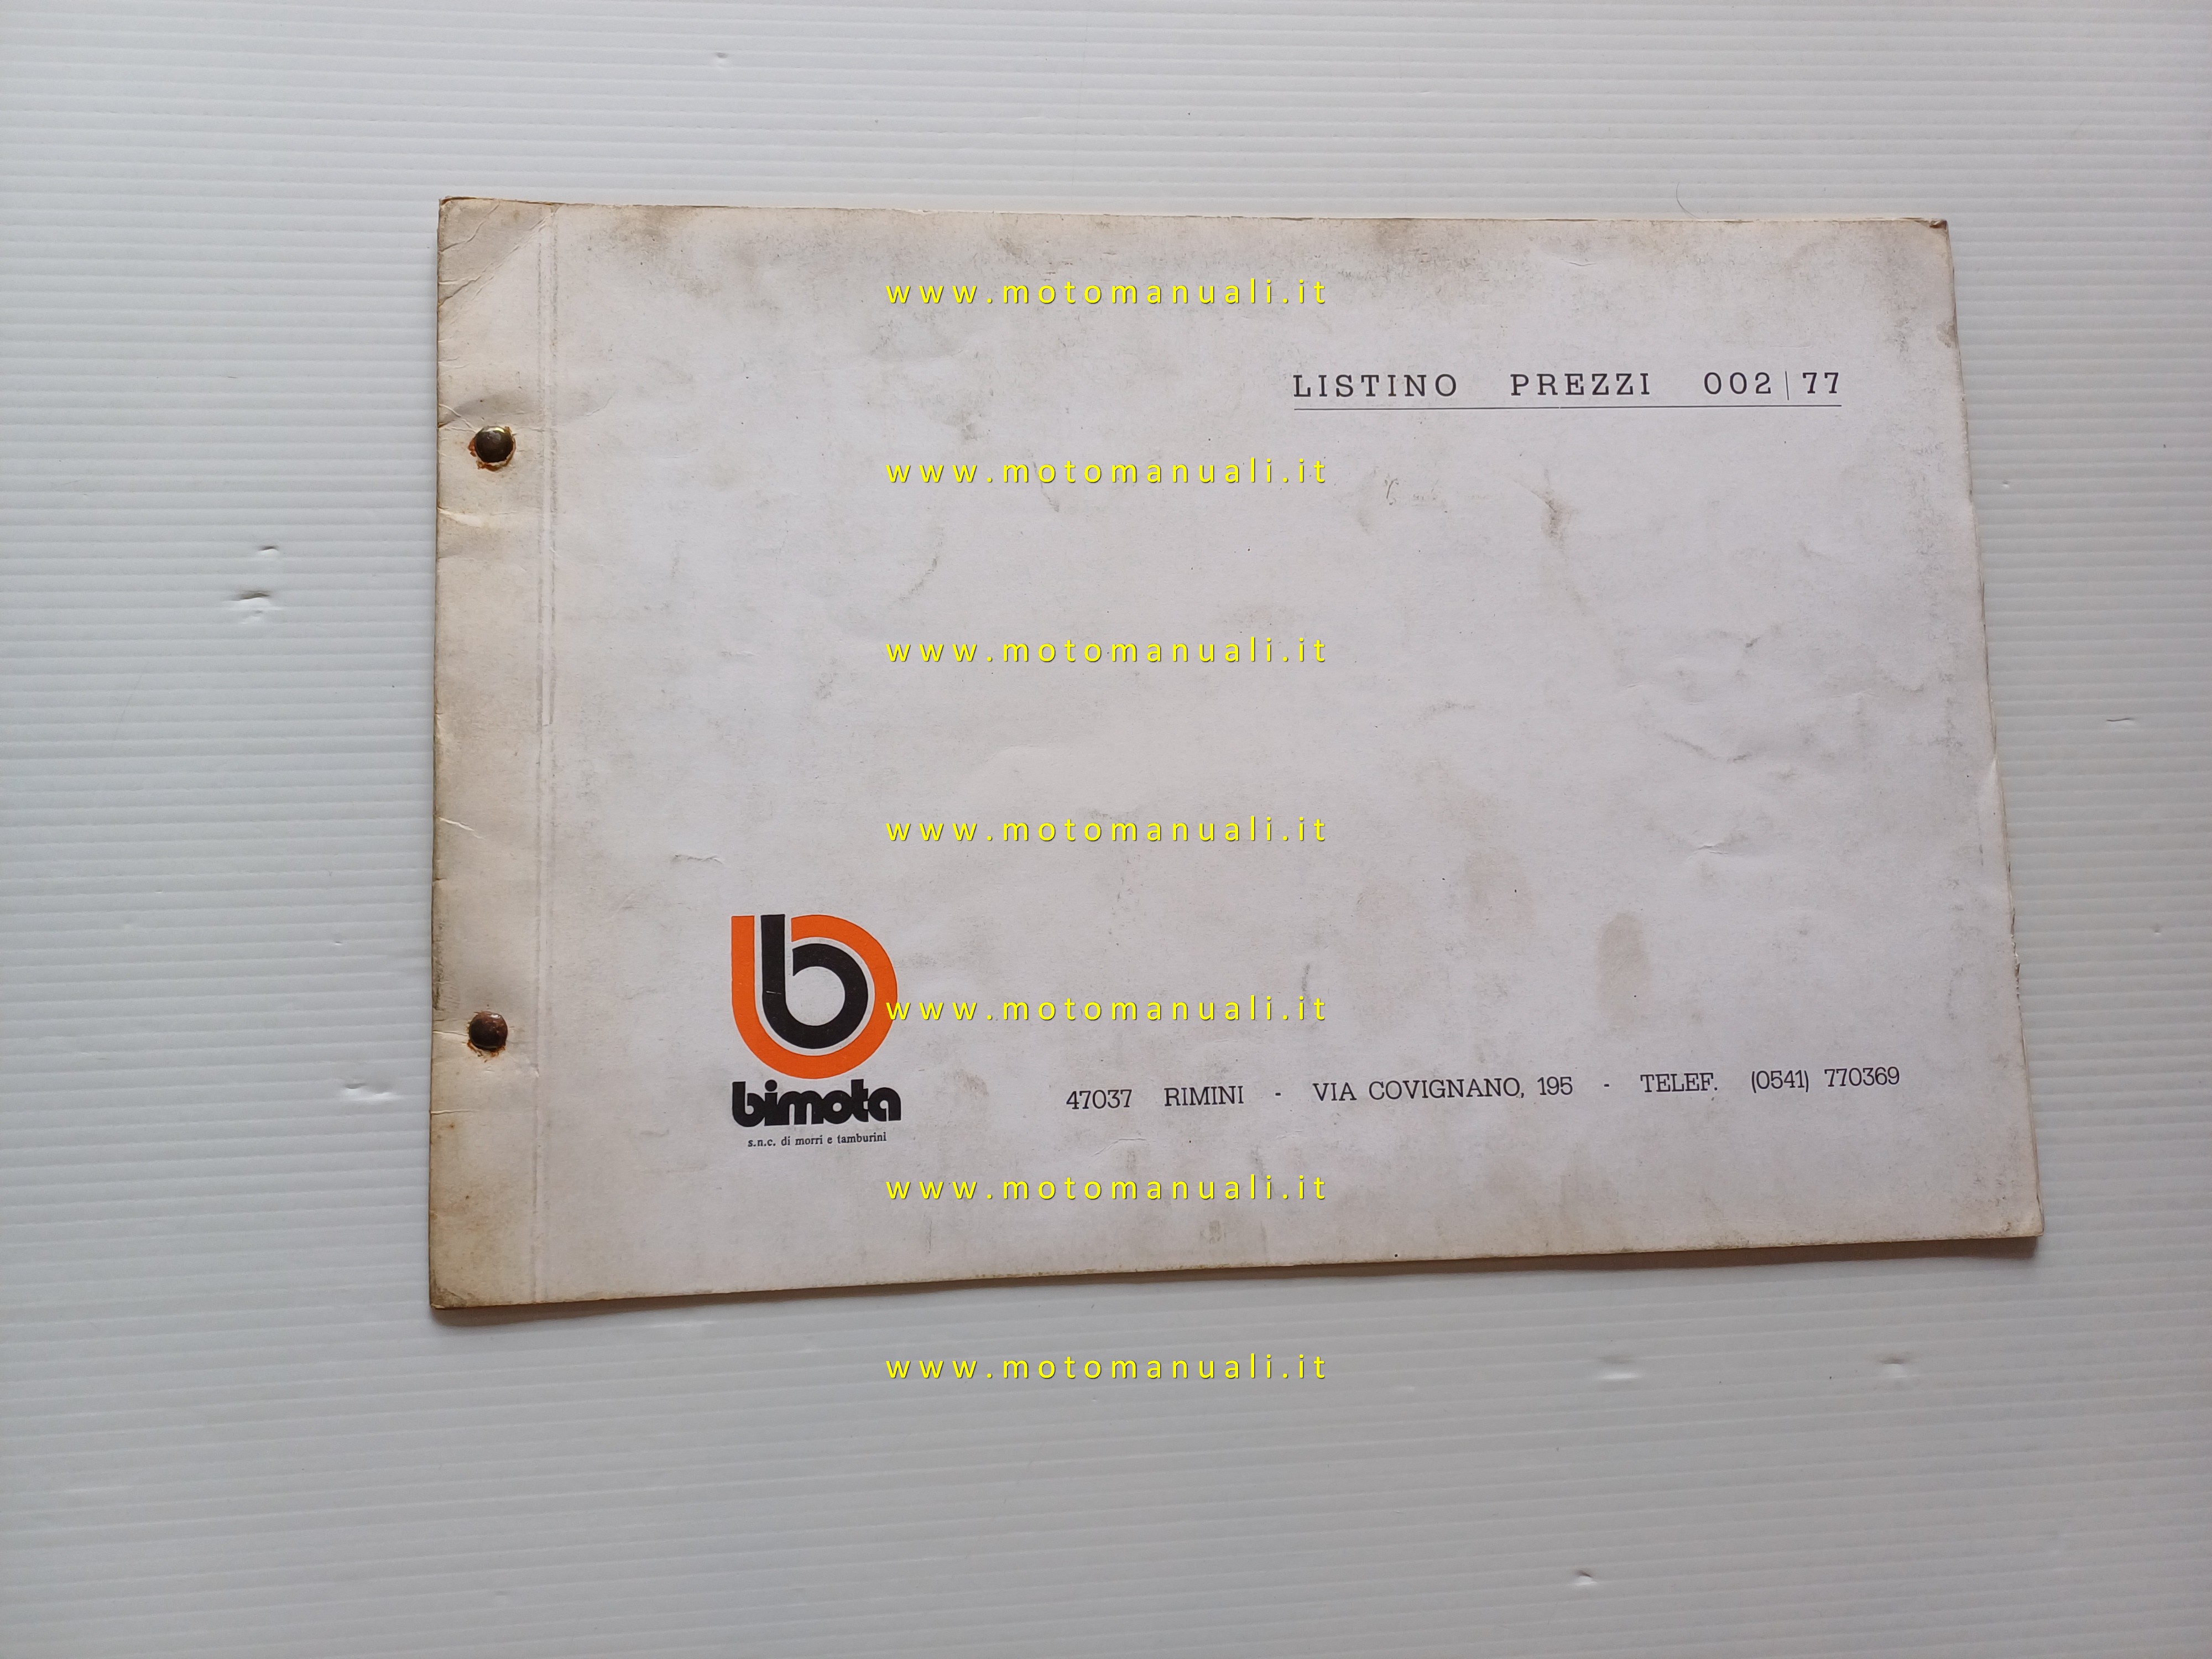 www.motomanuali.it
LISTINO PREZZI 002|77
www.motomanuali.it
www.motomanuali.it
www.motomanuali.it
www.motomanuali.it
b
bimota
s.n.c. di morri e tamburini
47037 RIMINI - VIA COVIGNANO, 195 - TELEF. (0541) 770369
www.motomanuali.it
www.motomanuali.it